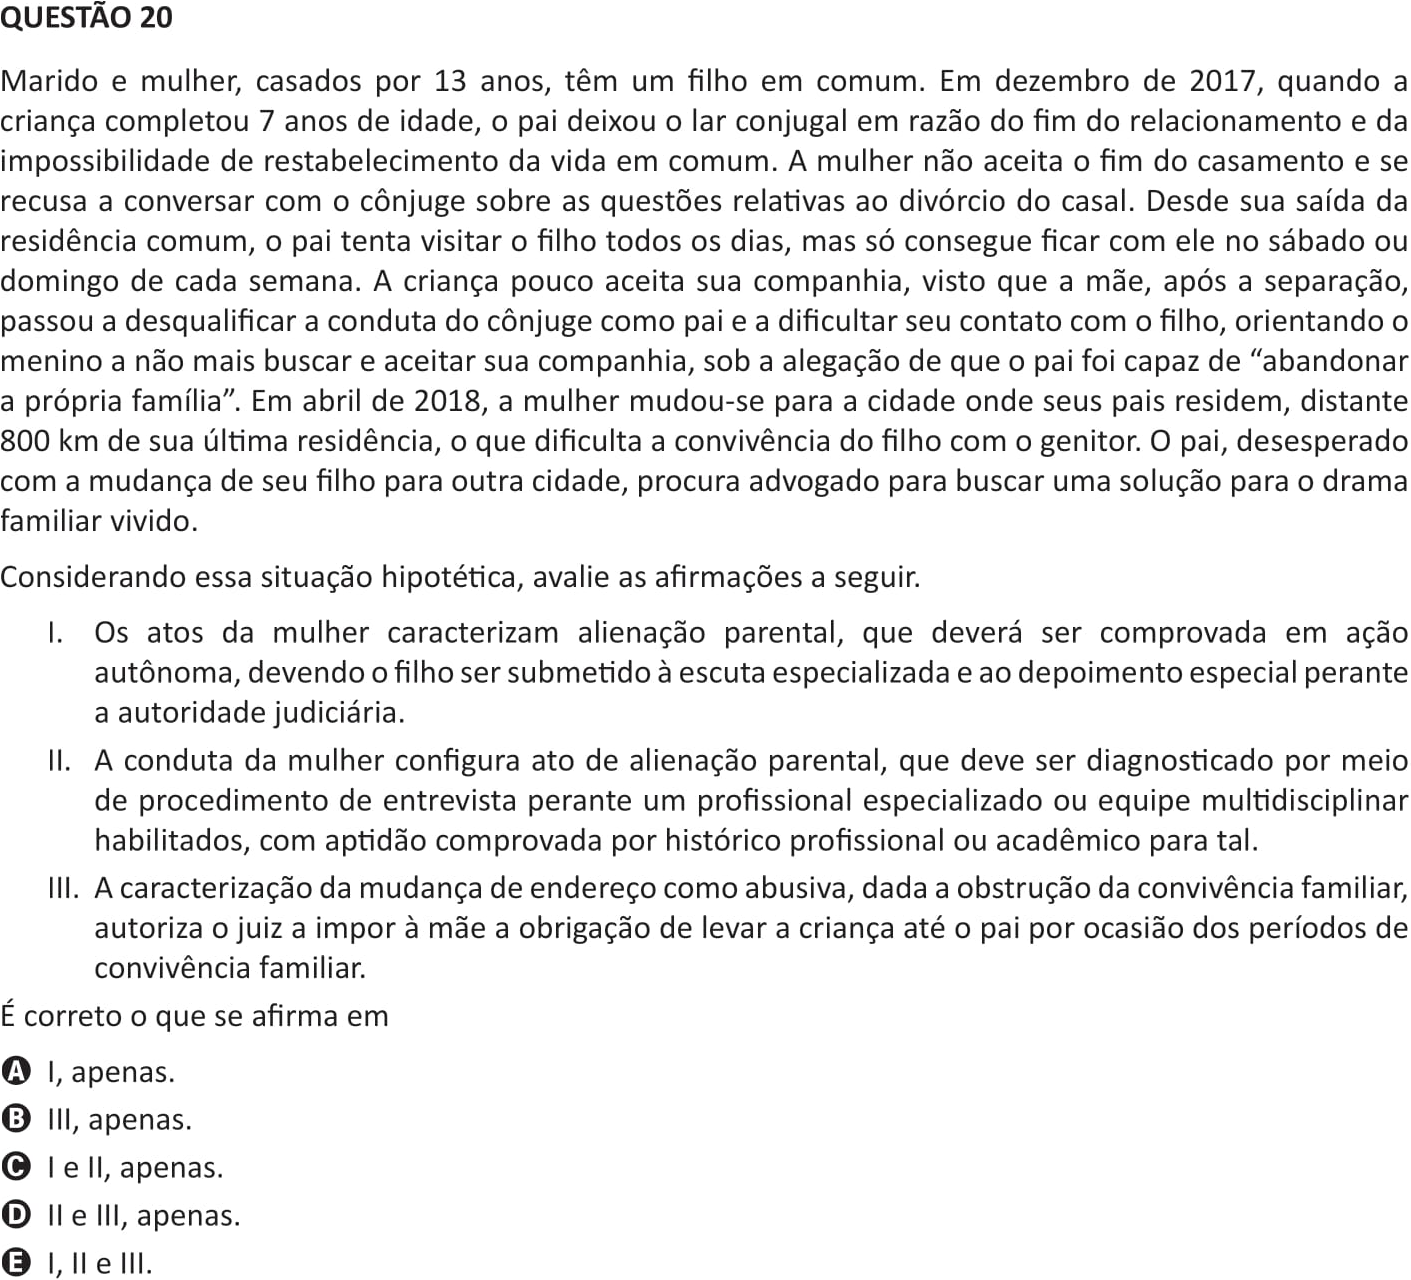 QUESTÃO 20
Marido e mulher, casados por 13 anos, têm um filho em comum. Em dezembro de 2017, quando a
criança completou 7 anos de idade, o pai deixou o lar conjugal em razão do fim do relacionamento e da
impossibilidade de restabelecimento da vida em comum. A mulher não aceita o fim do casamento e se
recusa a conversar com o cônjuge sobre as questões relativas ao divórcio do casal. Desde sua saída da
residência comum, o pai tenta visitar o filho todos os dias, mas só consegue ficar com ele no sábado ou
domingo de cada semana. A criança pouco aceita sua companhia, visto que a mãe, após a separação,
passou a desqualificar a conduta do cônjuge como pai e a dificultar seu contato com o filho, orientando o
menino a não mais buscar e aceitar sua companhia, sob a alegação de que o pai foi capaz de “abandonar
a própria família”. Em abril de 2018, a mulher mudou-se para a cidade onde seus pais residem, distante
800 km de sua última residência, o que dificulta a convivência do filho com o genitor. O pai, desesperado
com a mudança de seu filho para outra cidade, procura advogado para buscar uma solução para o drama
familiar vivido.
Considerando essa situação hipotética, avalie as afirmações a seguir.
I. Os atos da mulher caracterizam alienação parental, que deverá ser comprovada em ação
autônoma, devendo o filho ser submetido à escuta especializada e ao depoimento especial perante
a autoridade judiciária.
II. A conduta da mulher configura ato de alienação parental, que deve ser diagnosticado por meio
de procedimento de entrevista perante um profissional especializado ou equipe multidisciplinar
habilitados, com aptidão comprovada por histórico profissional ou acadêmico para tal.
III. A caracterização da mudança de endereço como abusiva, dada a obstrução da convivência familiar,
autoriza o juiz a impor à mãe a obrigação de levar a criança até o pai por ocasião dos períodos de
convivência familiar.
É correto o que se afirma em
A I, apenas.
B III, apenas.
C I e II, apenas.
D II e III, apenas.
E I, II e III.